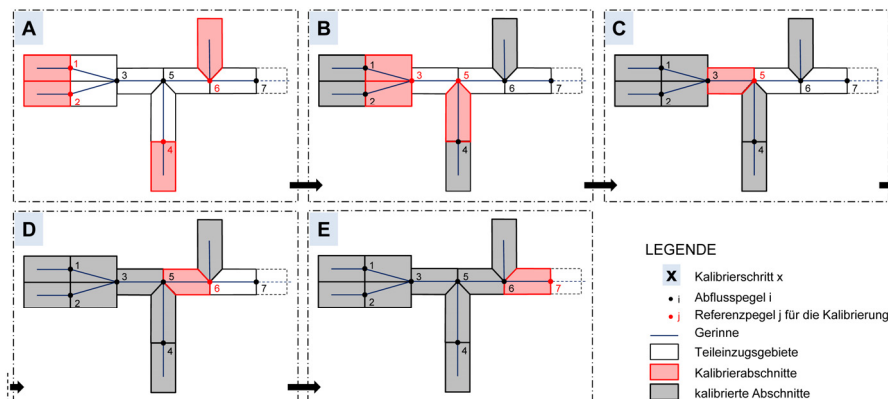 A
1
2
3
5
6
7
4
B
1
2
3
5
6
7
4
C
1
2
3
5
6
7
4
D
1
2
3
5
6
7
4
E
1
2
3
5
6
7
4
LEGENDE
x Kalibrierschritt x
i Abflusspegel i
j Referenzpegel j für die Kalibrierung
Gerinne
Teileinzugsgebiete
Kalibrierabschnitte
kalibrierte Abschnitte